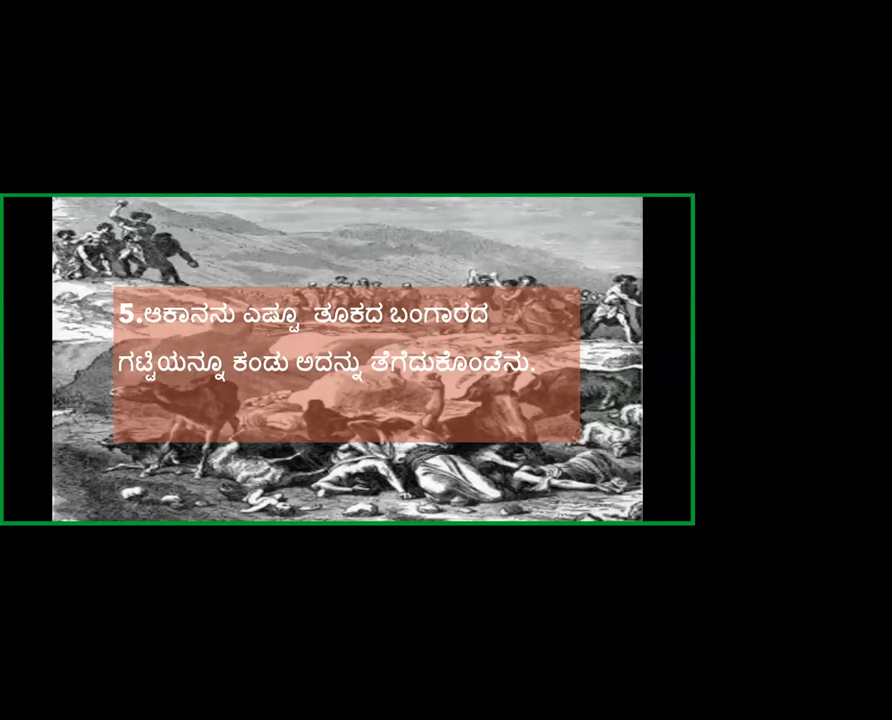 5.ಆಕಾನನು ಎಷ್ಟೂ ತೂಕದ ಬಂಗಾರದ
ಗಟ್ಟಿಯನ್ನೂ ಕಂಡು ಅದನ್ನು ತೆಗೆದುಕೊಂಡೆನು.